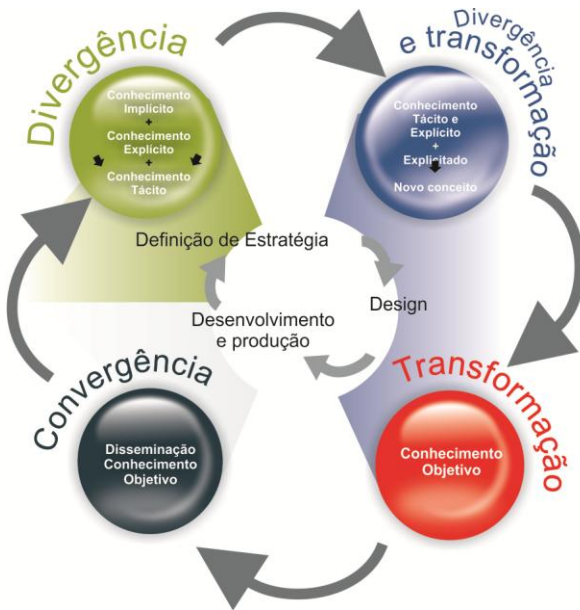 Divergência
Conhecimento
Implícito
+
Conhecimento
Explícito
+
Conhecimento
Tácito
Divergência
e transformação
Conhecimento
Tácito e
Explícito
+
Explicitado
Novo conceito
Definição de Estratégia
Design
Desenvolvimento
e produção
Convergência
Disseminação
Conhecimento
Objetivo
Transformação
Conhecimento
Objetivo